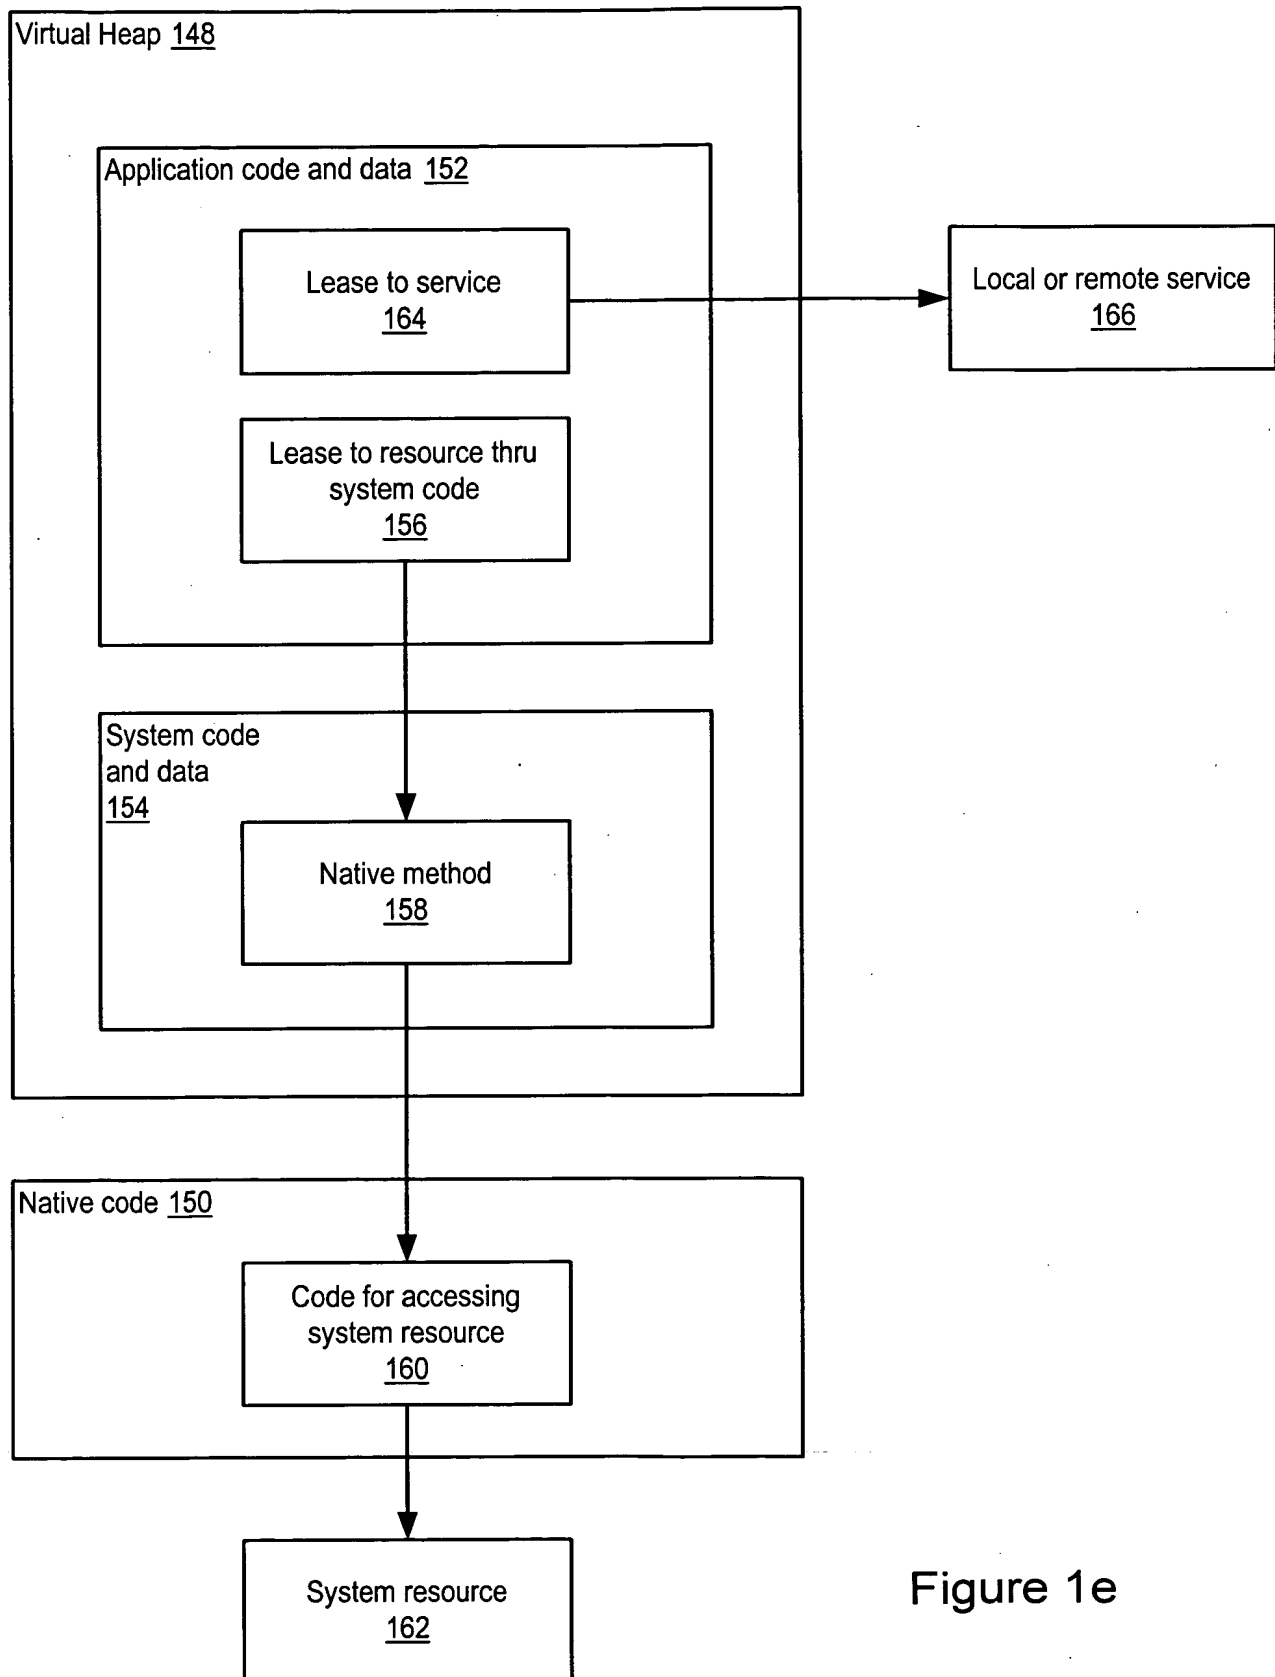 Virtual Heap 148
Application code and data 152
Lease to service
164
Local or remote service
166
Lease to resource thru
system code
156
System code
and data
154
Native method
158
Native code 150
Code for accessing
system resource
160
System resource
162
Figure 1e